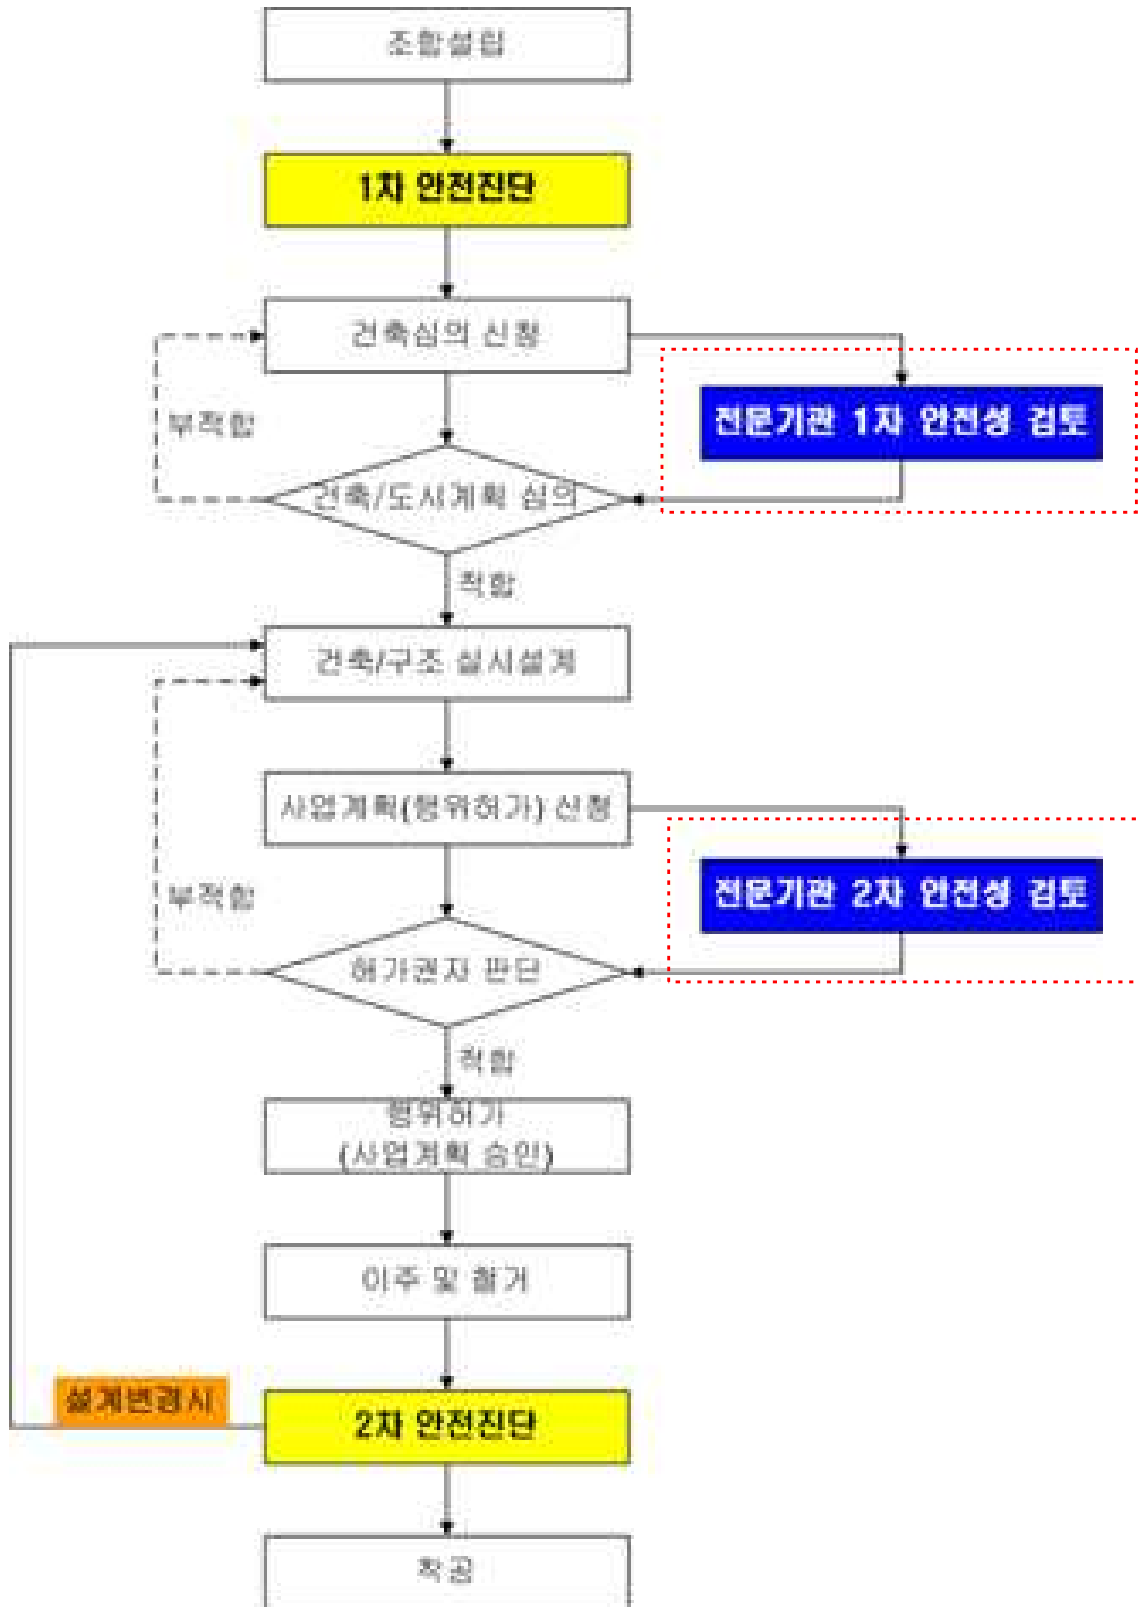 조합설립
1차 안전진단
건축심의 신청
전문기관 1차 안전성 검토
부적합
건축/도시계획 심의
적합
건축/구조 실시설계
사업계획(행위허가) 신청
전문기관 2차 안전성 검토
부적합
허가권자 판단
적합
행위허가
(사업계획 승인)
이주 및 철거
설계변경시
2차 안전진단
착공